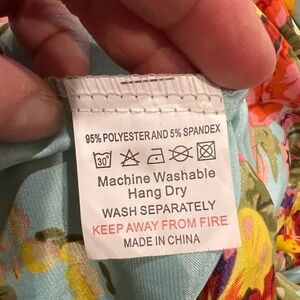 95% POLYESTER AND 5% SPANDEX
30°
Machine Washable
Hang Dry
WASH SEPARATELY
KEEP AWAY FROM FIRE
MADE IN CHINA